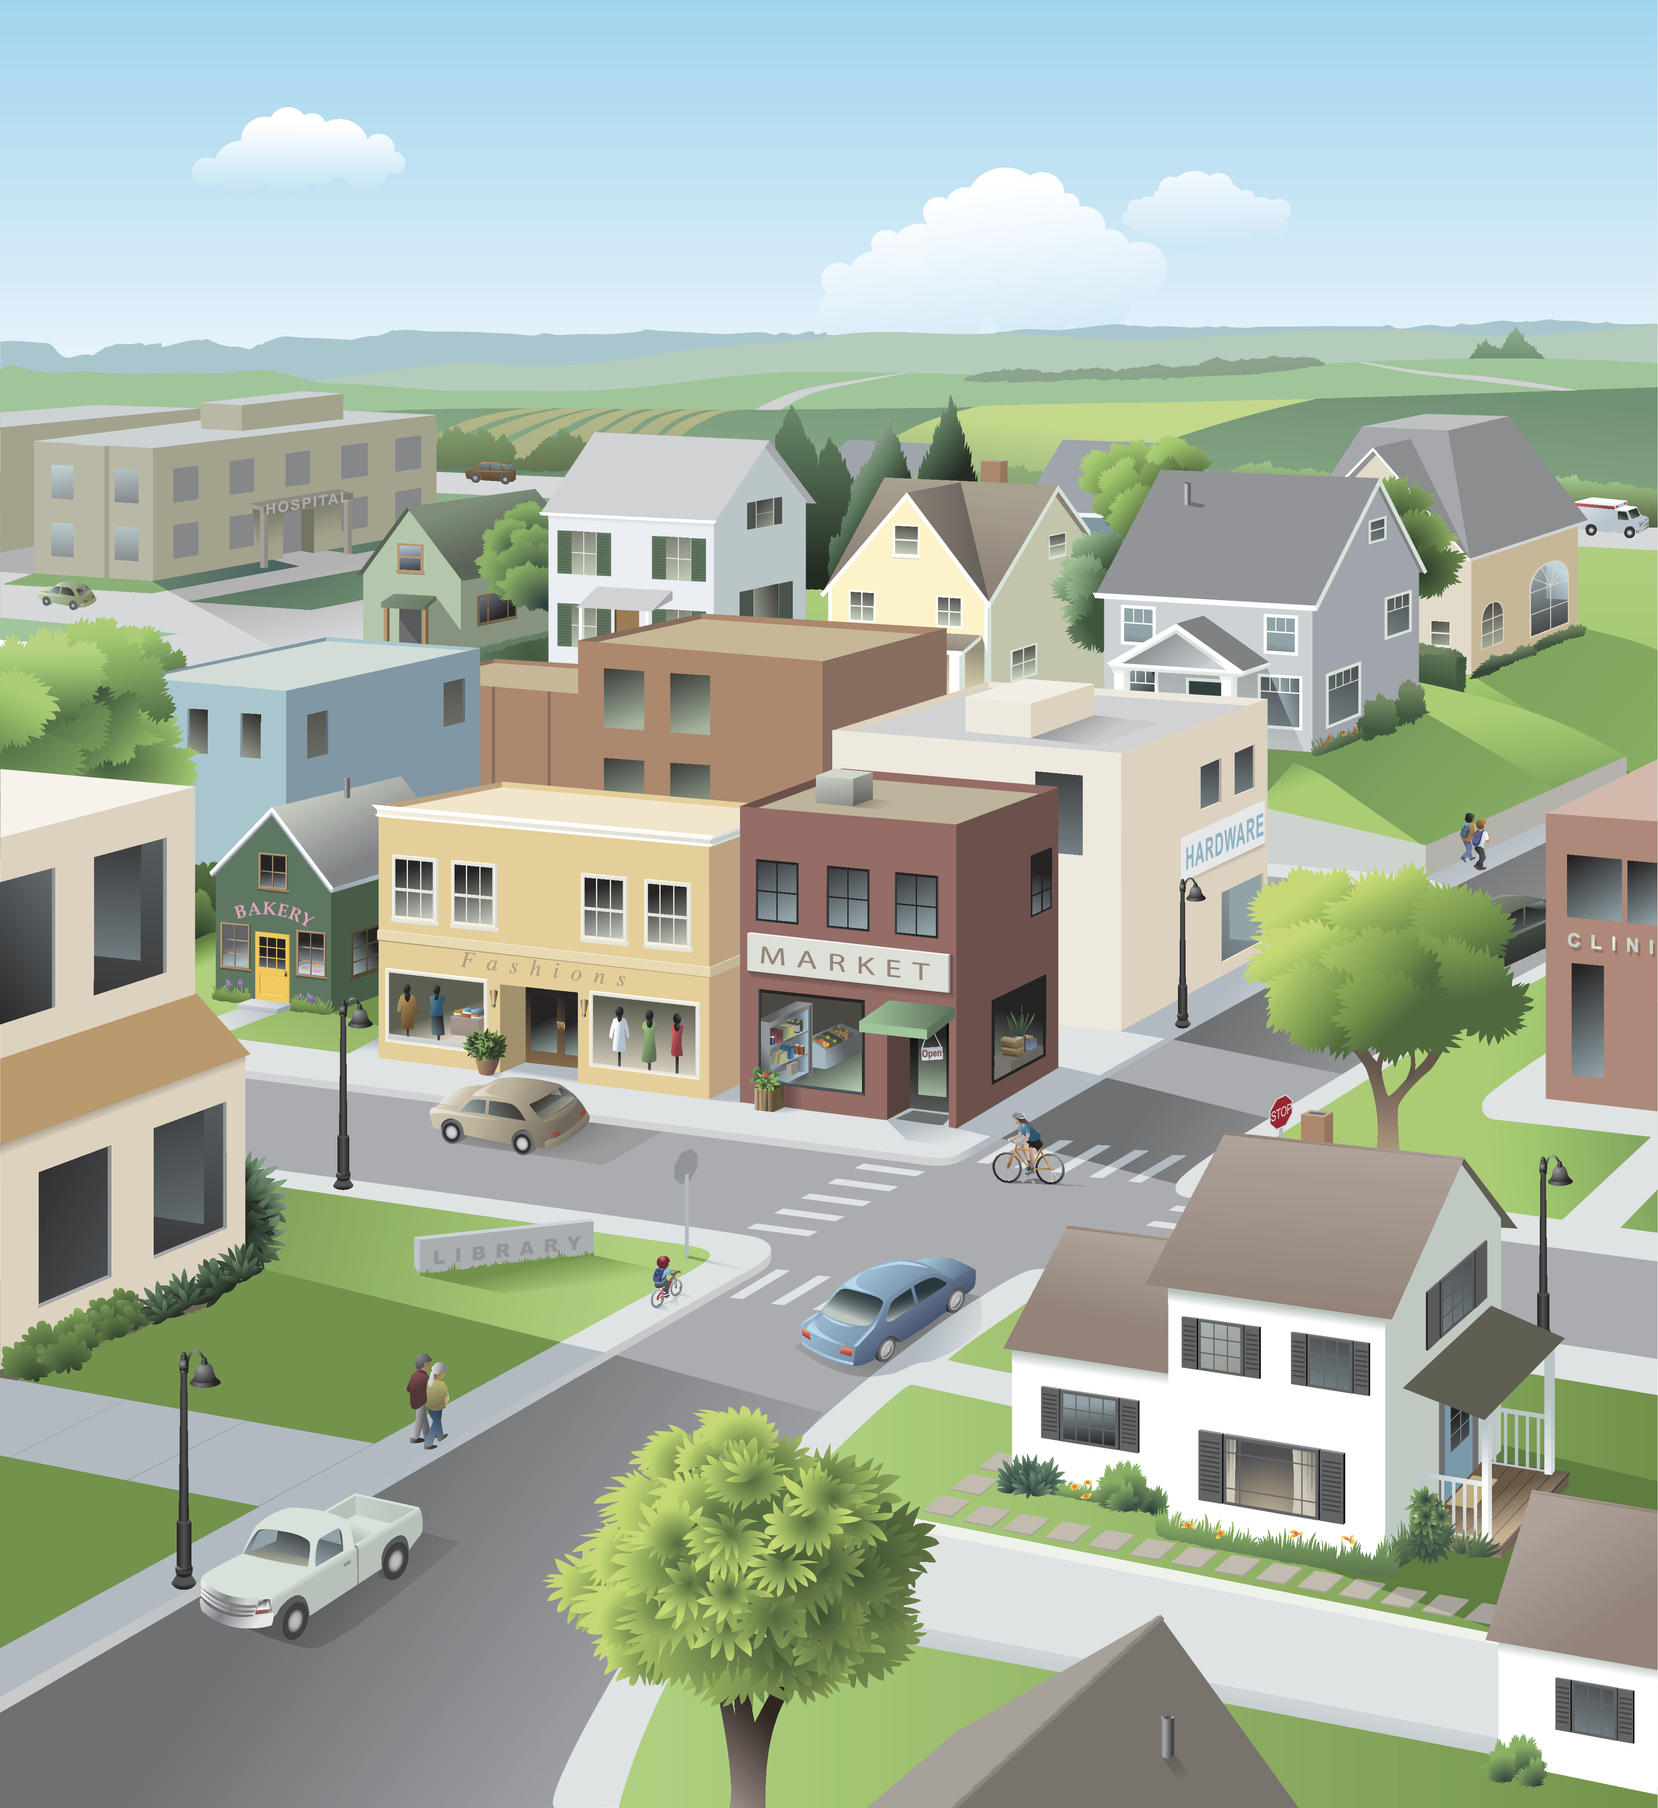 HOSPITAL
HARDWARE
BAKERY
Fashions
MARKET
CLINI
Open
STOP
LIBRARY